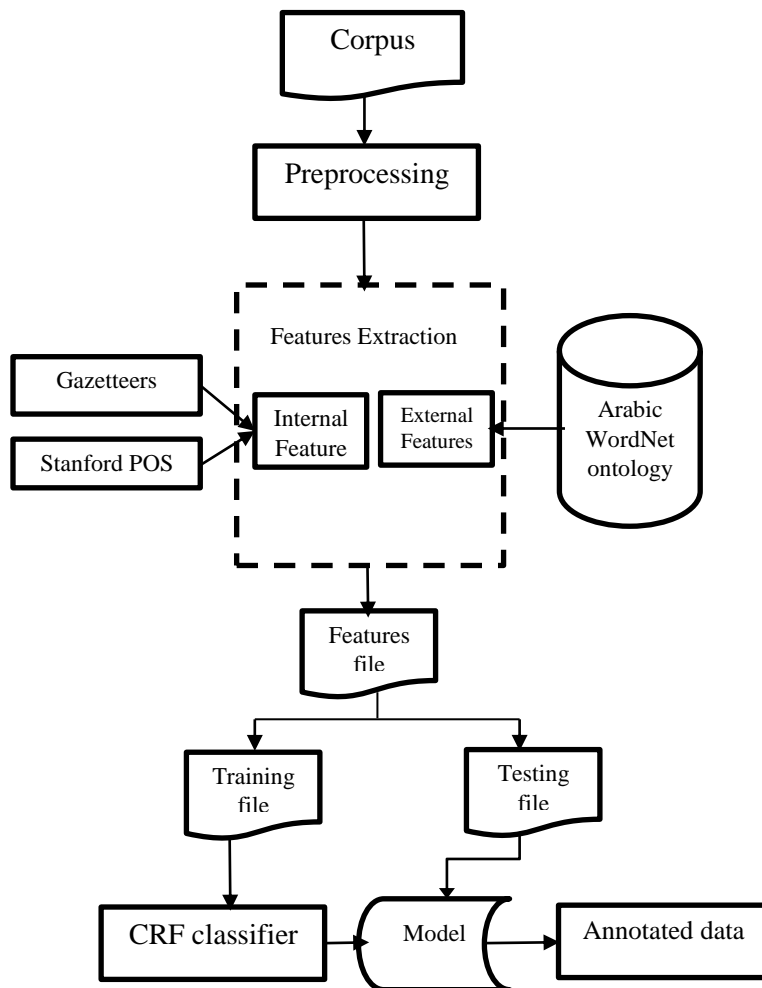 Corpus
Preprocessing
Features Extraction
Gazetteers
Stanford POS
Internal
Feature
External
Features
Arabic
WordNet
ontology
Features
file
Training
file
Testing
file
CRF classifier
Model
Annotated data